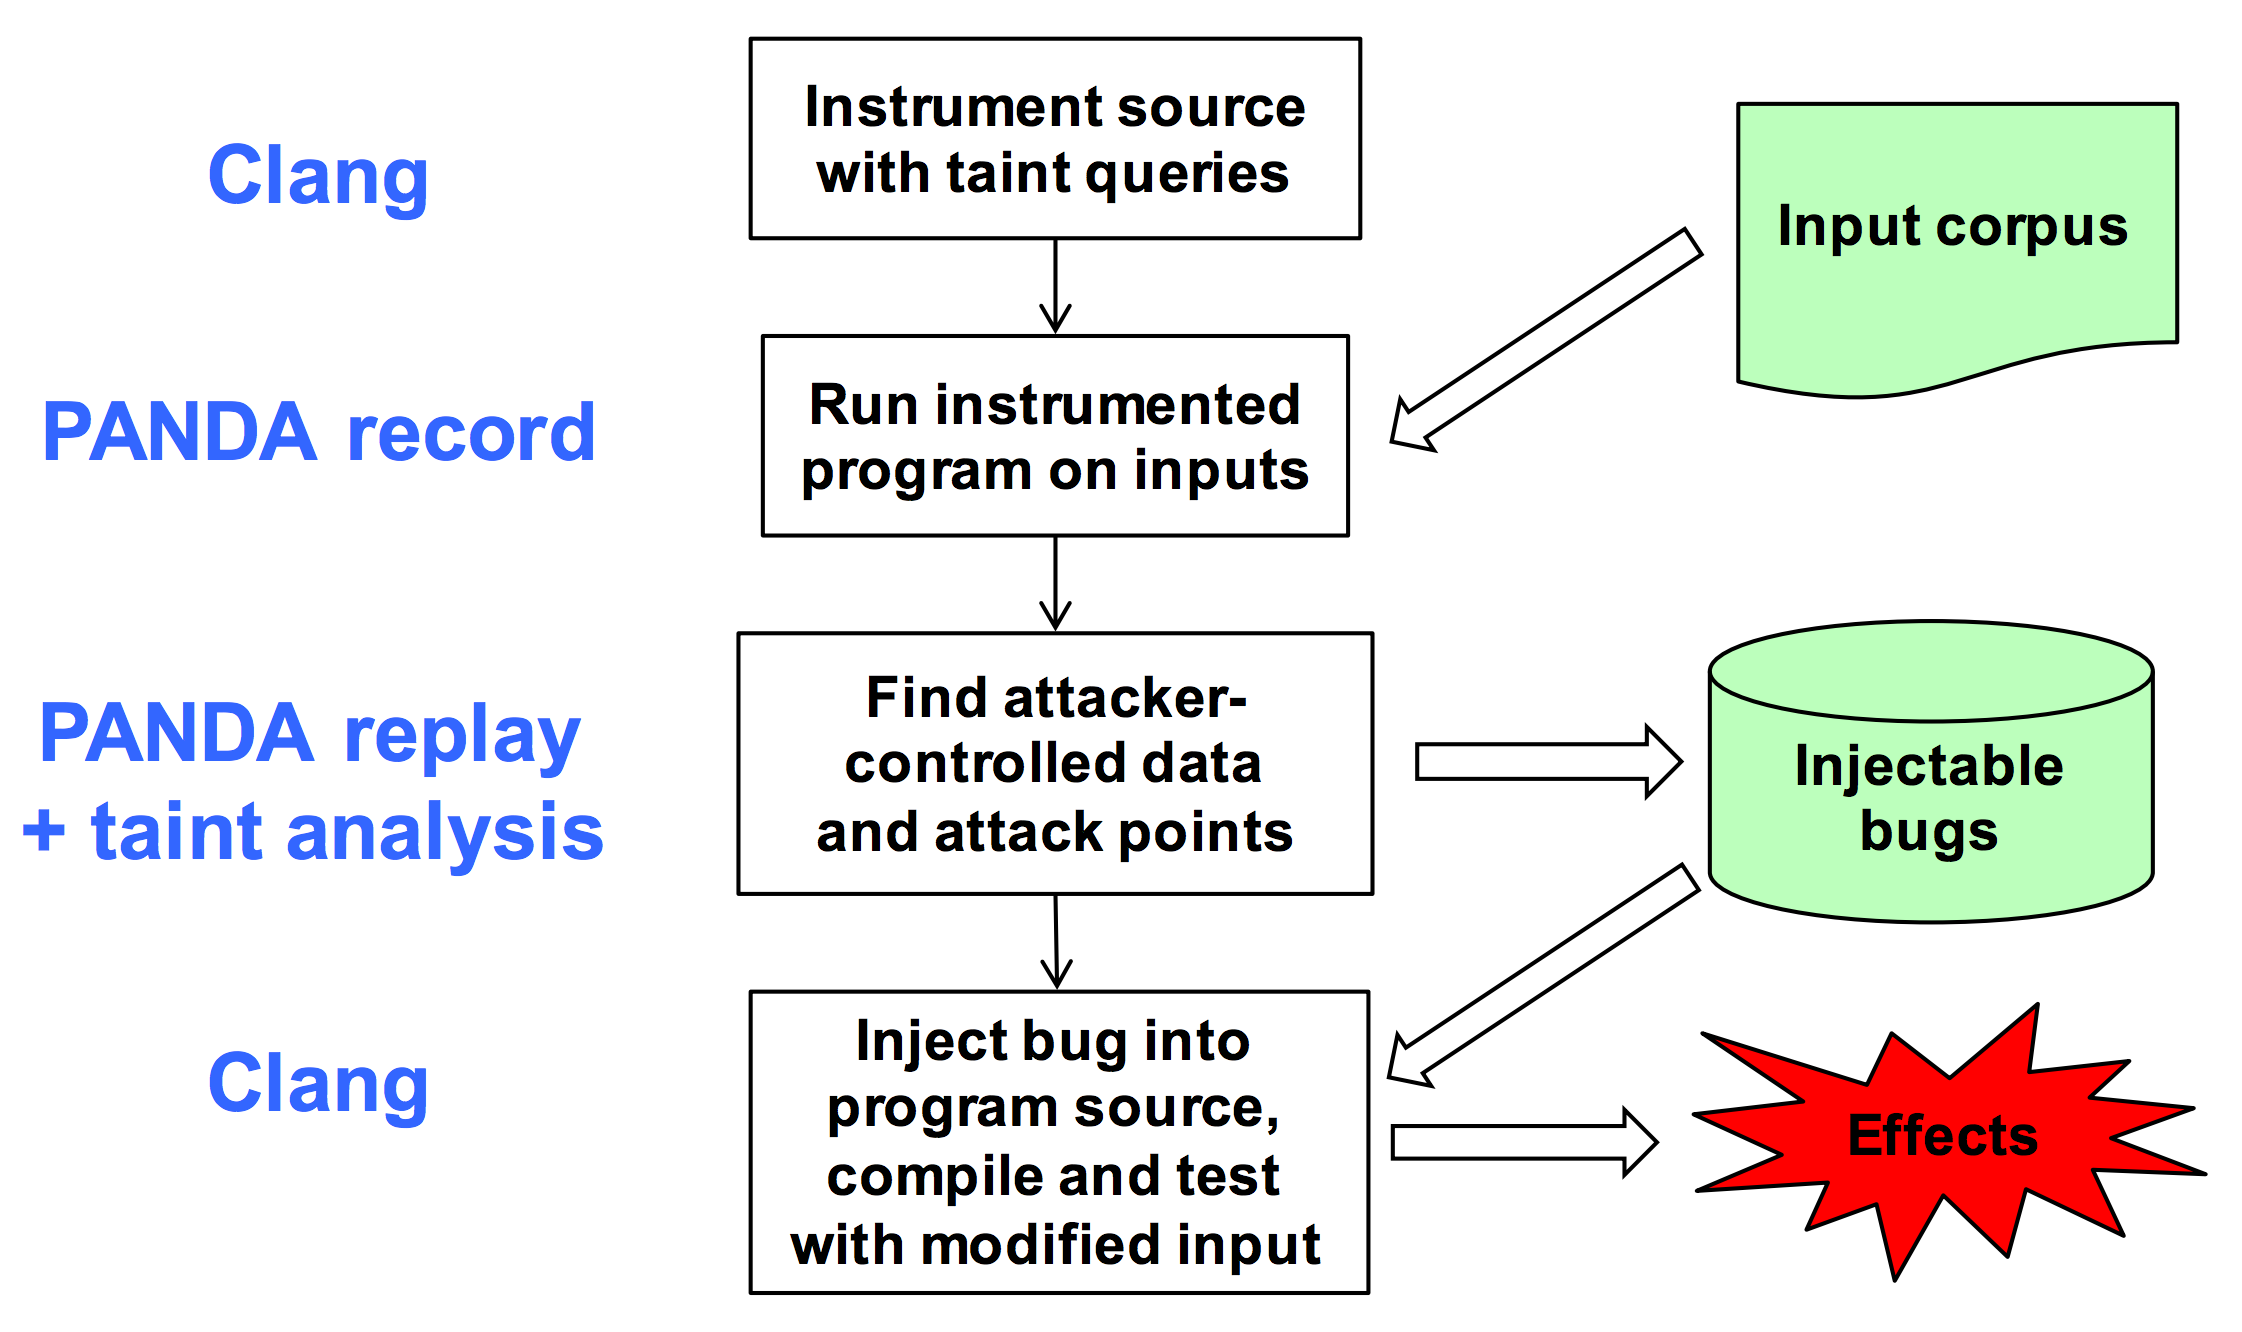 Clang
Instrument source
with taint queries
Input corpus
PANDA record
Run instrumented
program on inputs
PANDA replay
+ taint analysis
Find attacker-
controlled data
and attack points
Injectable
bugs
Clang
Inject bug into
program source,
compile and test
with modified input
Effects